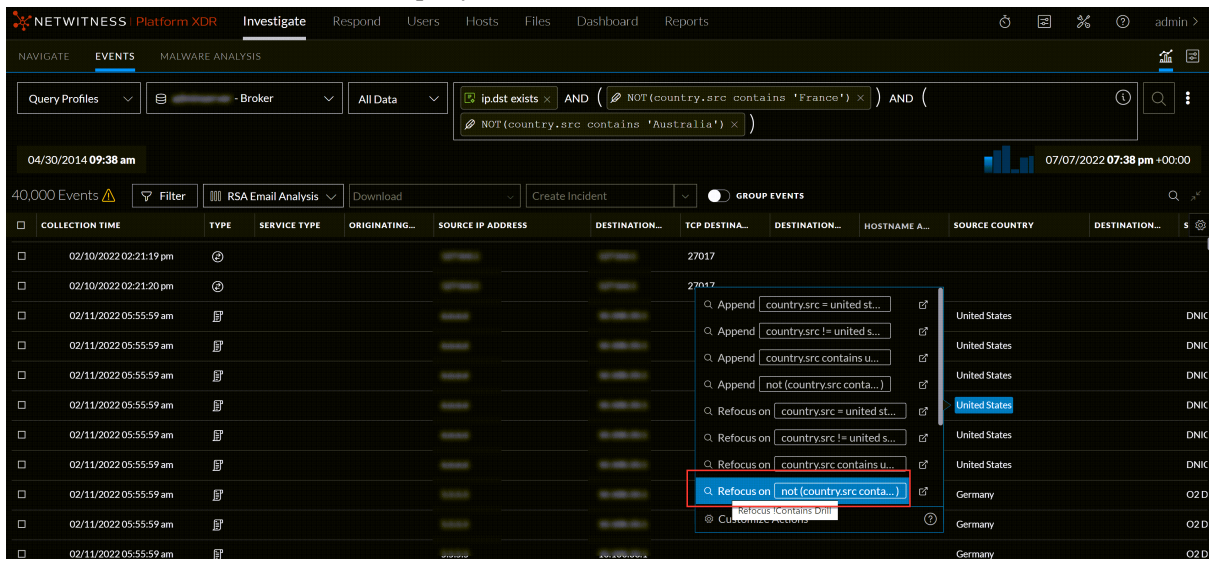 NETWITNESS | Platform XDR Investigate Respond Users Hosts Files Dashboard Reports admin >
NAVIGATE EVENTS MALWARE ANALYSIS
Query Profiles - Broker All Data ip.dst exists × AND ( NOT(country.src contains 'France') × ) AND (
NOT(country.src contains 'Australia') × )
04/30/2014 09:38 am 07/07/2022 07:38 pm +00:00
40,000 Events Filter RSA Email Analysis Download Create Incident GROUP EVENTS
COLLECTION TIME TYPE SERVICE TYPE ORIGINATING... SOURCE IP ADDRESS DESTINATION... TCP DESTINA... DESTINATION... HOSTNAME A... SOURCE COUNTRY DESTINATION... S
02/10/2022 02:21:19 pm 27017
02/10/2022 02:21:20 pm 27017
Append country.src = united st...
02/11/2022 05:55:59 am United States DNIC
Append country.src != united s...
02/11/2022 05:55:59 am United States DNIC
Append country.src contains u...
02/11/2022 05:55:59 am United States DNIC
Append not (country.src conta...)
02/11/2022 05:55:59 am United States DNIC
Refocus on country.src = united st...
02/11/2022 05:55:59 am United States DNIC
Refocus on country.src != united s...
02/11/2022 05:55:59 am United States DNIC
Refocus on country.src contains u...
02/11/2022 05:55:59 am Germany O2 D
Refocus on not (country.src conta...)
Refocus !Contains Drill
02/11/2022 05:55:59 am Germany O2 D
Customize Actions
02/11/2022 05:55:59 am Germany O2 D